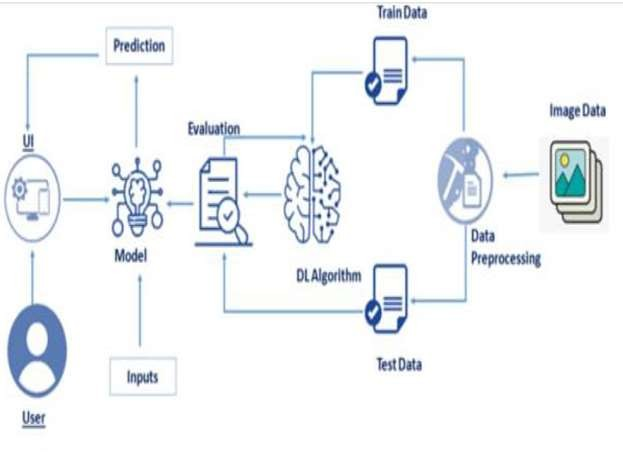 Train Data
Prediction
Image Data
Evaluation
UI
Data
Preprocessing
Model
DL Algorithm
Test Data
Inputs
User